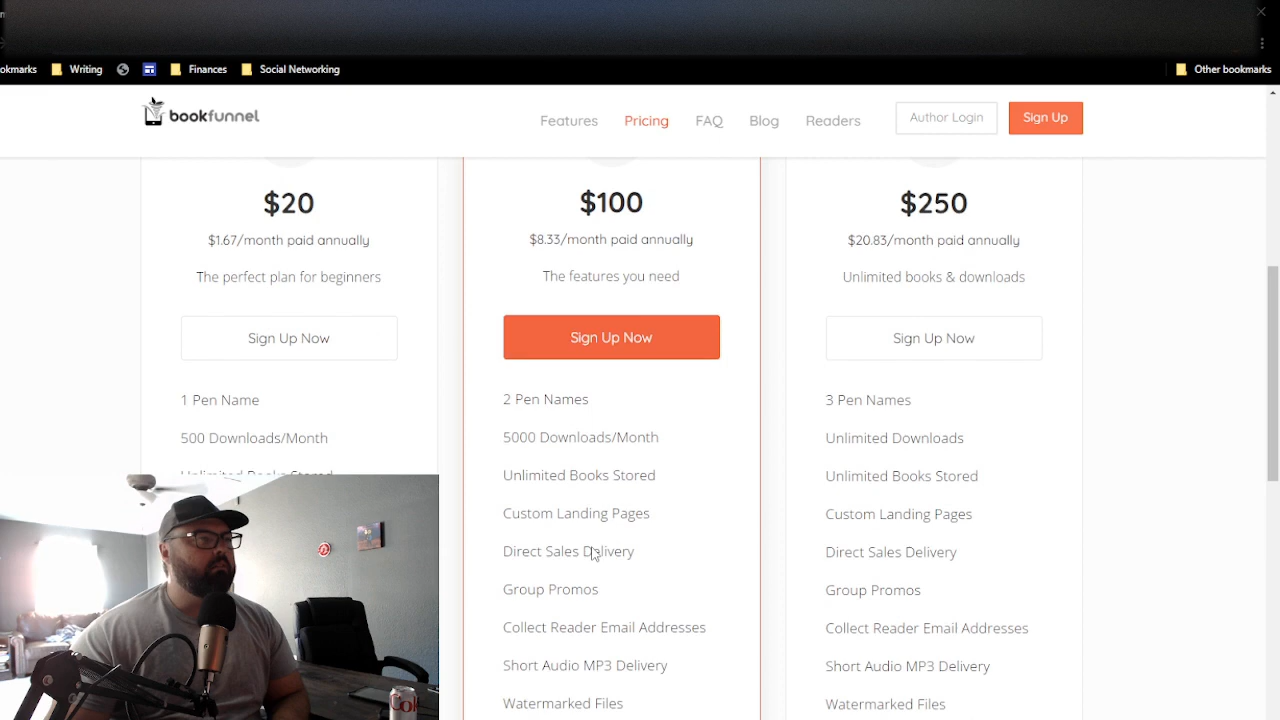 okmarks Writing Finances Social Networking Other bookmarks
bookfunnel Features Pricing FAQ Blog Readers Author Login Sign Up
$20
$1.67/month paid annually
The perfect plan for beginners
Sign Up Now
1 Pen Name
500 Downloads/Month
Unlimited Books Stored
$100
$8.33/month paid annually
The features you need
Sign Up Now
2 Pen Names
5000 Downloads/Month
Unlimited Books Stored
Custom Landing Pages
Direct Sales Delivery
Group Promos
Collect Reader Email Addresses
Short Audio MP3 Delivery
Watermarked Files
$250
$20.83/month paid annually
Unlimited books & downloads
Sign Up Now
3 Pen Names
Unlimited Downloads
Unlimited Books Stored
Custom Landing Pages
Direct Sales Delivery
Group Promos
Collect Reader Email Addresses
Short Audio MP3 Delivery
Watermarked Files
Cok